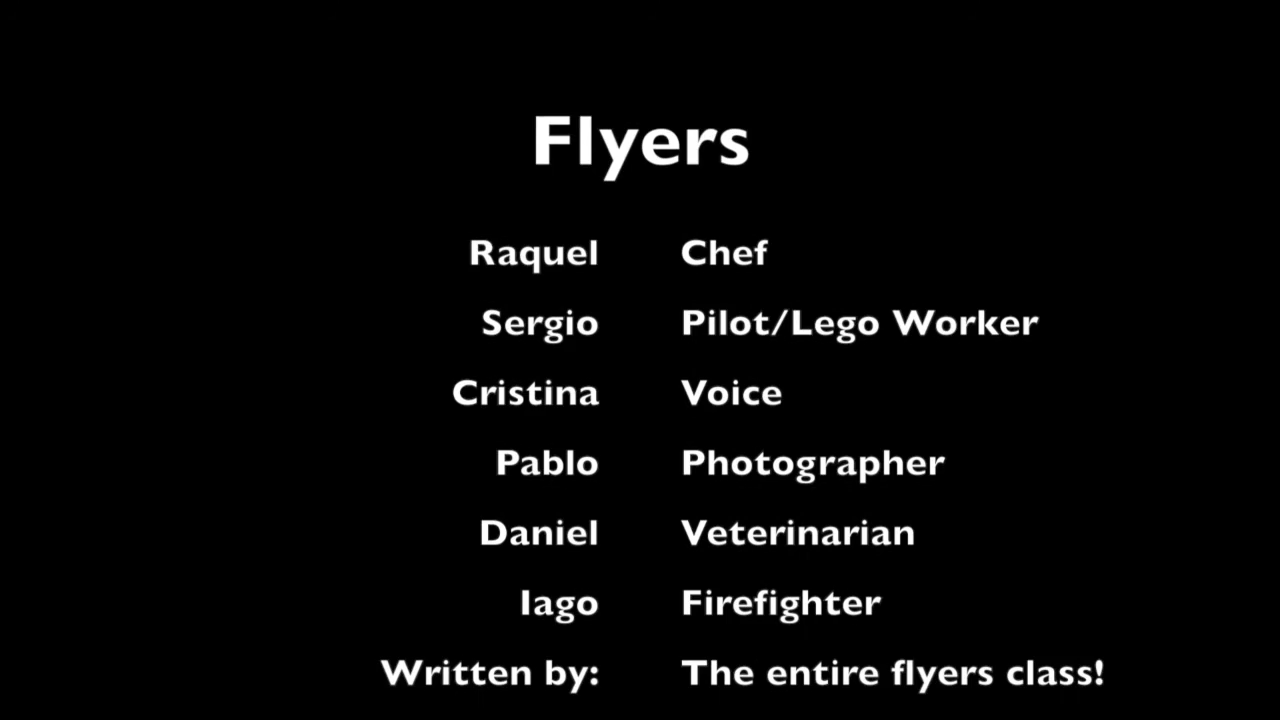 Flyers
Raquel Chef
Sergio Pilot/Lego Worker
Cristina Voice
Pablo Photographer
Daniel Veterinarian
Iago Firefighter
Written by: The entire flyers class!